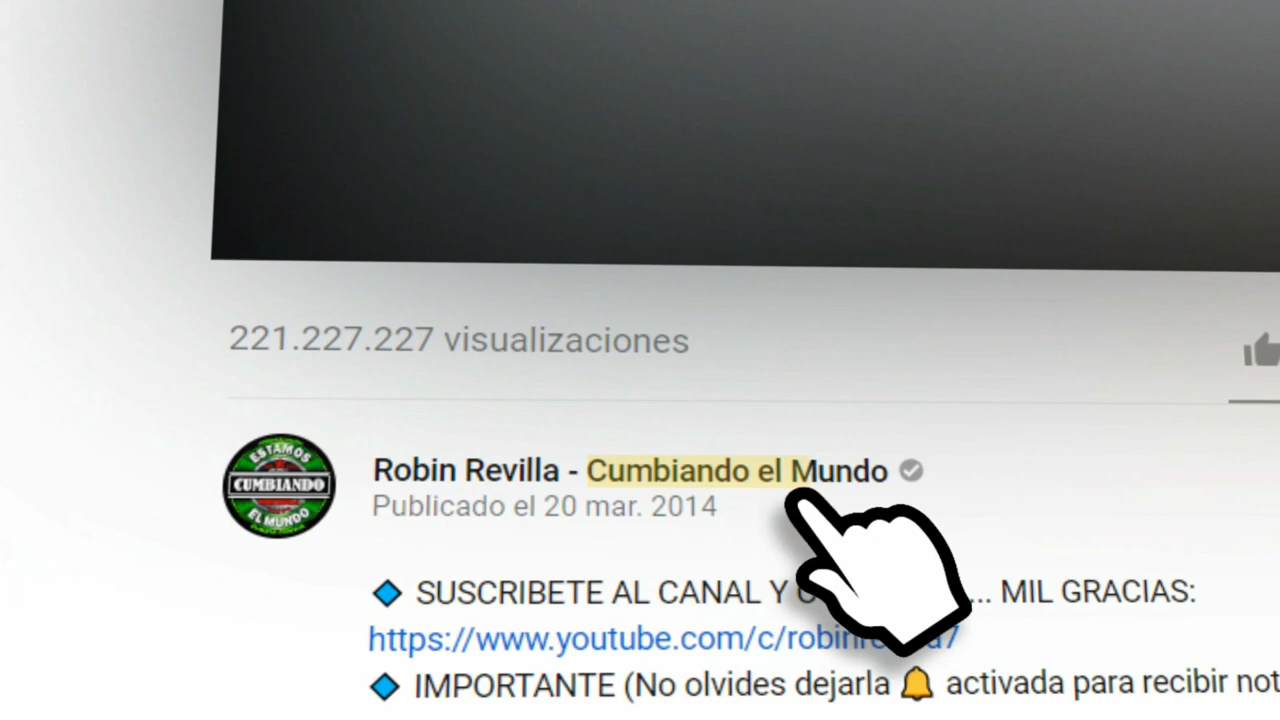 221.227.227 visualizaciones
ESTAMOS
CUMBIANDO
EL MUNDO
Robin Revilla - Cumbiando el Mundo
Publicado el 20 mar. 2014
SUSCRIBETE AL CANAL Y ... MIL GRACIAS:
https://www.youtube.com/c/robinr
IMPORTANTE (No olvides dejarla 🔔 activada para recibir not